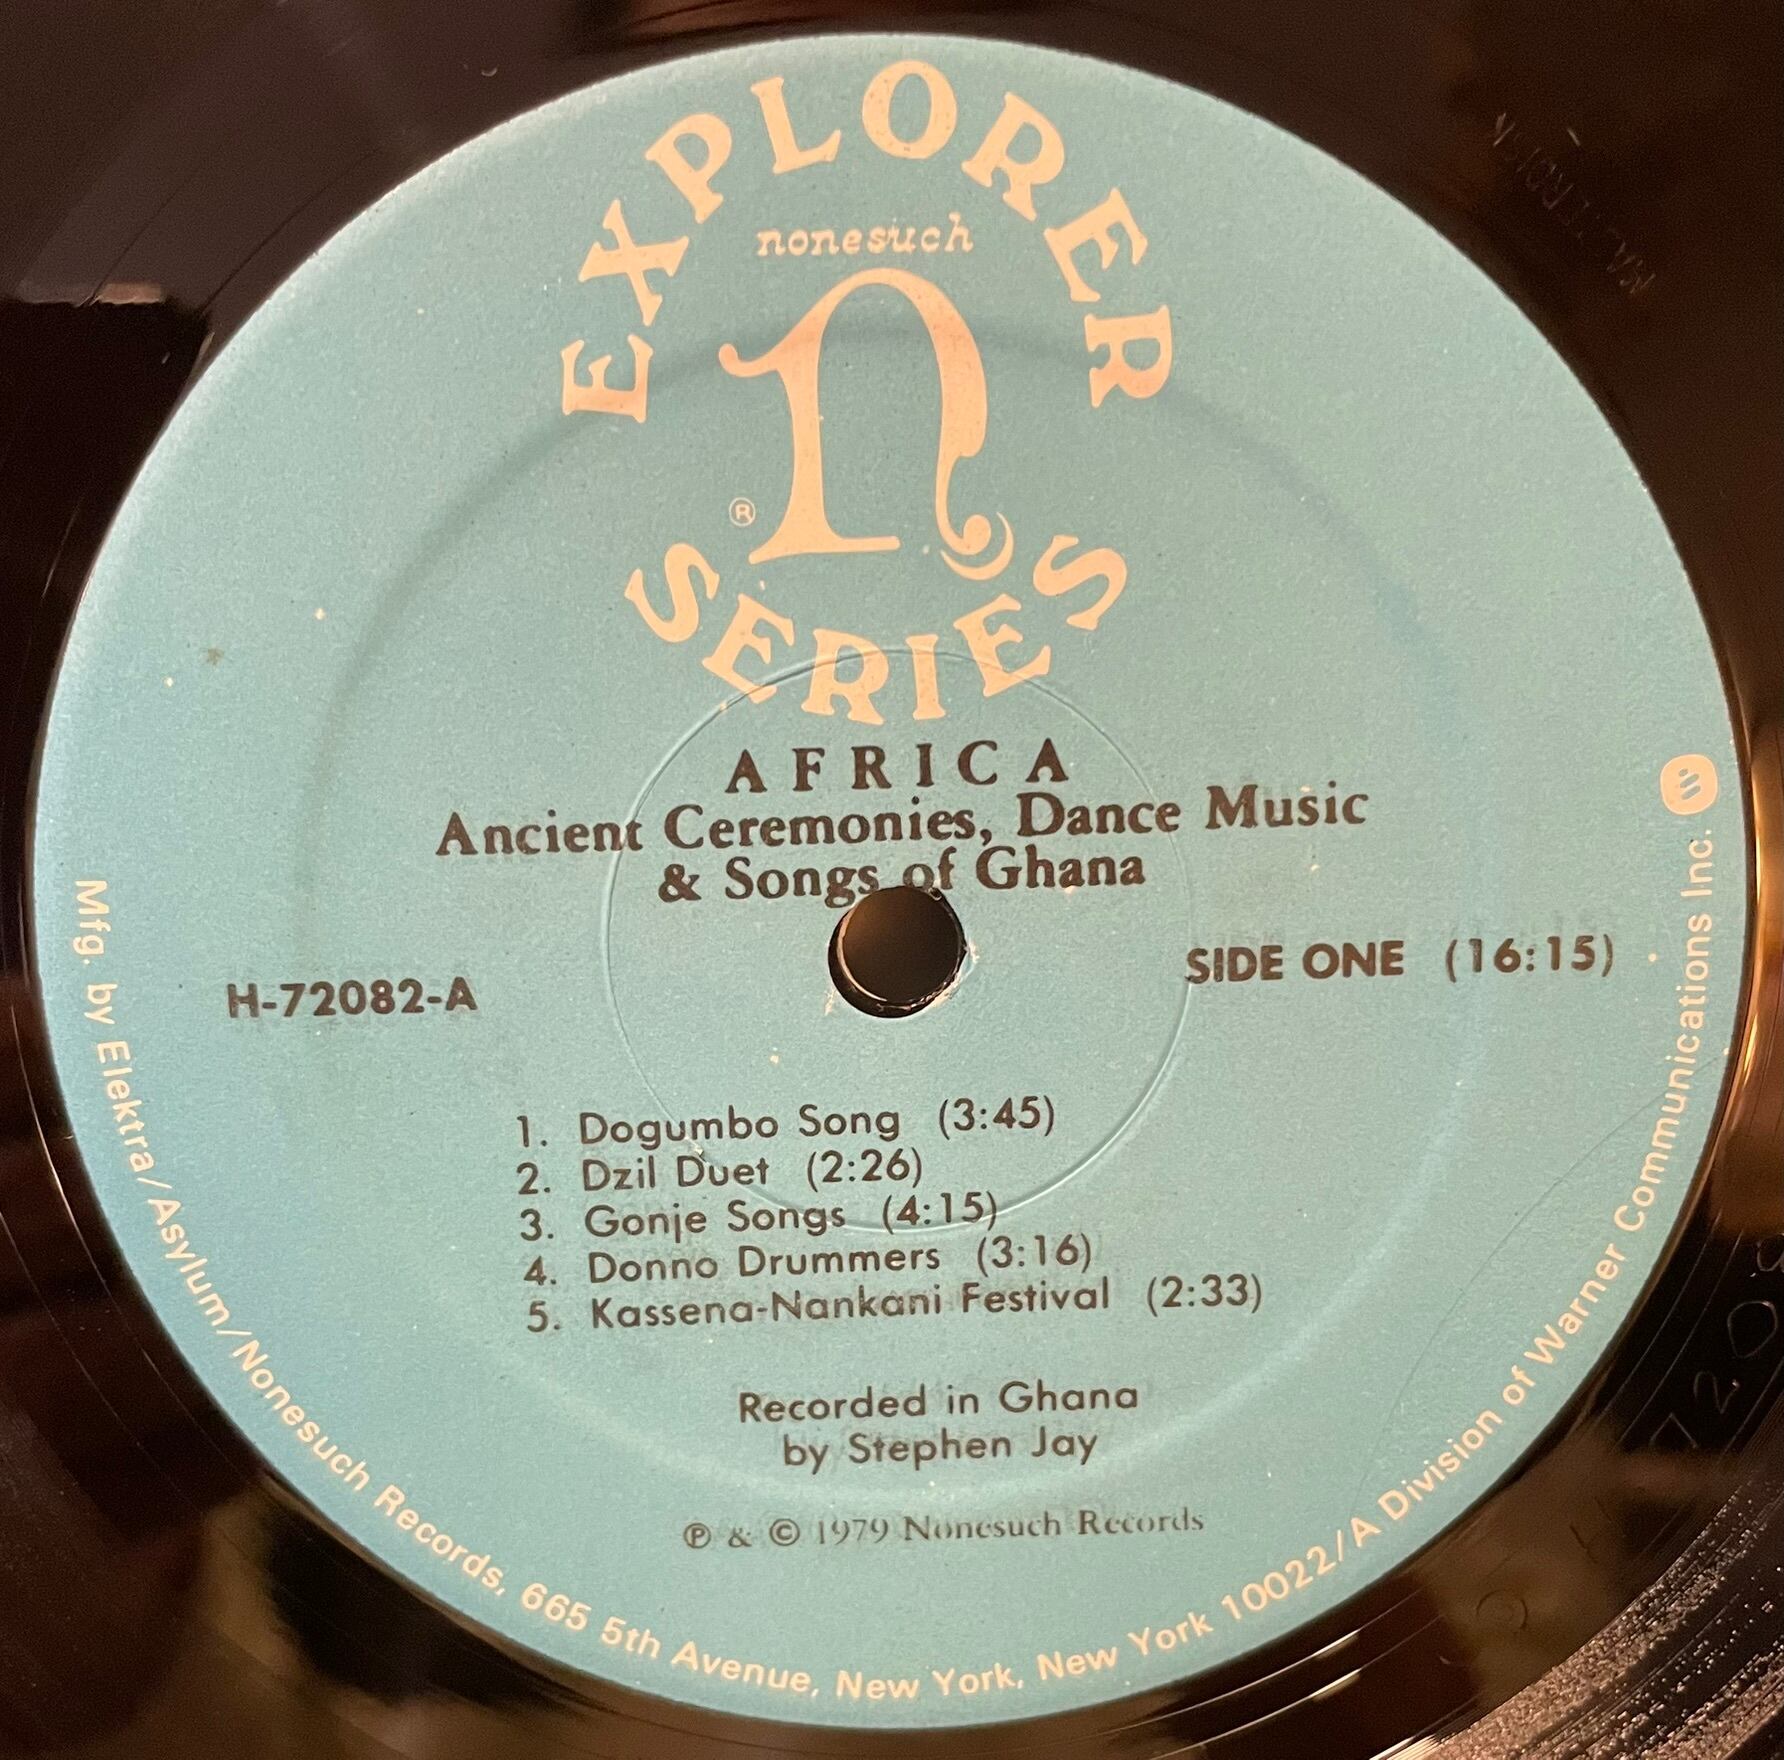 EXPLORER
nonesuch
n
®
SERIES
AFRICA
Ancient Ceremonies, Dance Music
& Songs of Ghana
H-72082-A
SIDE ONE (16:15)
1. Dogumbo Song (3:45)
2. Dzil Duet (2:26)
3. Gonje Songs (4:15)
4. Donno Drummers (3:16)
5. Kassena-Nankani Festival (2:33)
Recorded in Ghana
by Stephen Jay
℗ & © 1979 Nonesuch Records
Mfg. by Elektra/Asylum/Nonesuch Records, 665 5th Avenue, New York, New York 10022/A Division of Warner Communications Inc.